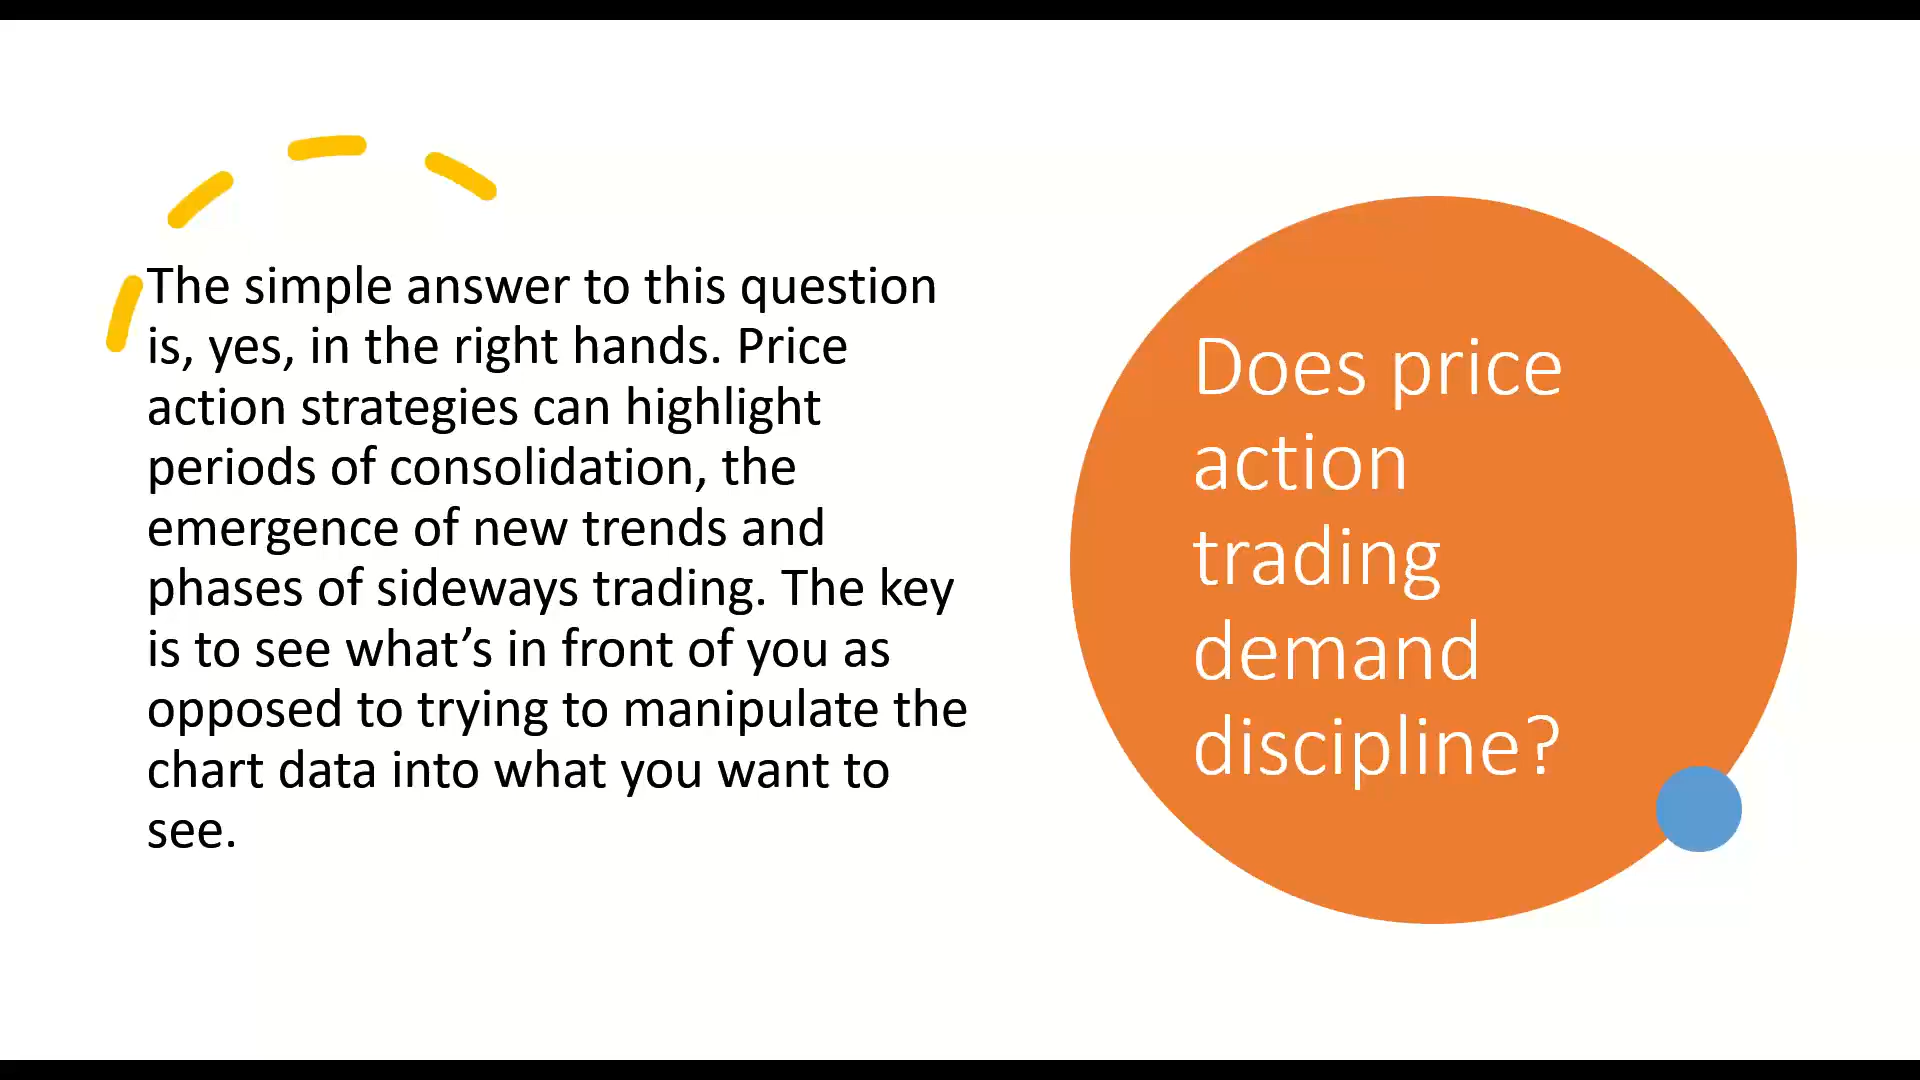 The simple answer to this question
is, yes, in the right hands. Price
action strategies can highlight
periods of consolidation, the
emergence of new trends and
phases of sideways trading. The key
is to see what’s in front of you as
opposed to trying to manipulate the
chart data into what you want to
see.
Does price
action
trading
demand
discipline?